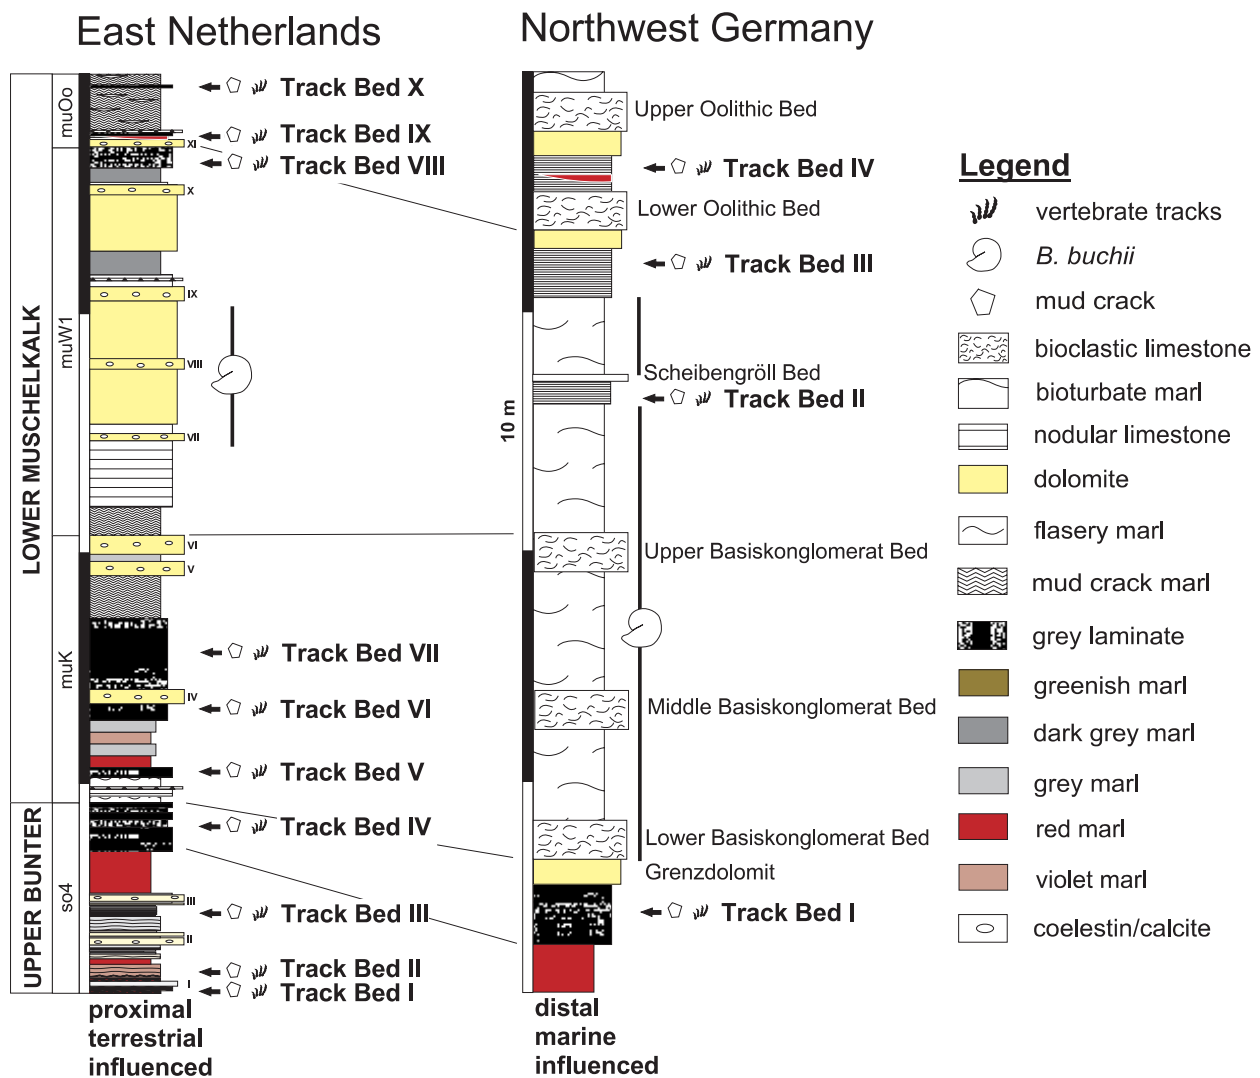 East Netherlands
Northwest Germany
LOWER MUSCHELKALK
UPPER BUNTER
muOo
muW1
muK
so4
Track Bed X
Track Bed IX
XI
Track Bed VIII
X
IX
VIII
VII
VI
V
Track Bed VII
IV
Track Bed VI
Track Bed V
Track Bed IV
III
Track Bed III
II
Track Bed II
I
Track Bed I
proximal
terrestrial
influenced
10 m
Upper Oolithic Bed
Track Bed IV
Lower Oolithic Bed
Track Bed III
Scheibengröll Bed
Track Bed II
Upper Basiskonglomerat Bed
Middle Basiskonglomerat Bed
Lower Basiskonglomerat Bed
Grenzdolomit
Track Bed I
distal
marine
influenced
Legend
vertebrate tracks
B. buchii
mud crack
bioclastic limestone
bioturbate marl
nodular limestone
dolomite
flasery marl
mud crack marl
grey laminate
greenish marl
dark grey marl
grey marl
red marl
violet marl
coelestin/calcite